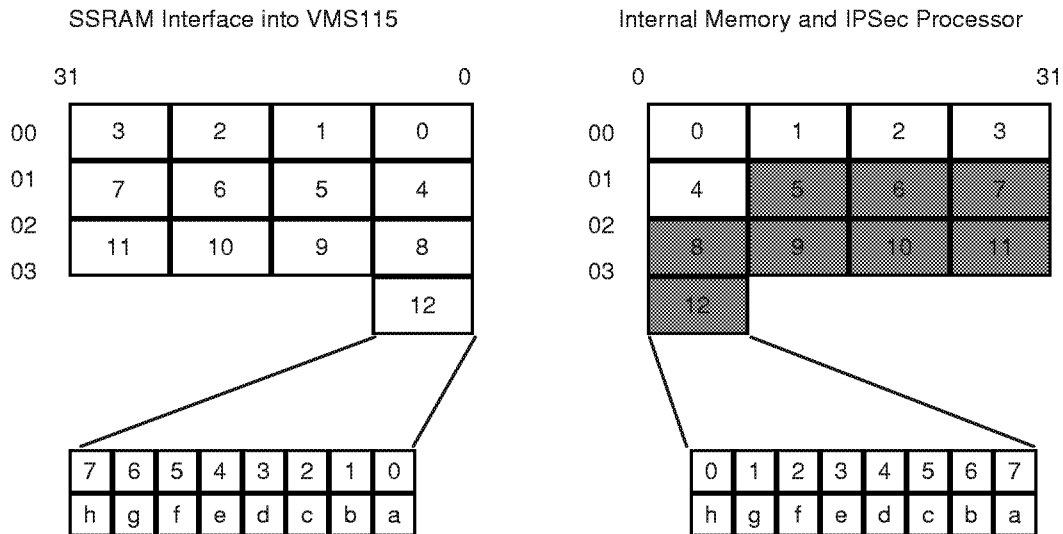 SSRAM Interface into VMS115
Internal Memory and IPSec Processor
31 0
0 31
00 3 2 1 0
00 0 1 2 3
01 7 6 5 4
01 4 5 6 7
02 11 10 9 8
02 8 9 10 11
03 12
03 12
7 6 5 4 3 2 1 0
h g f e d c b a
0 1 2 3 4 5 6 7
h g f e d c b a